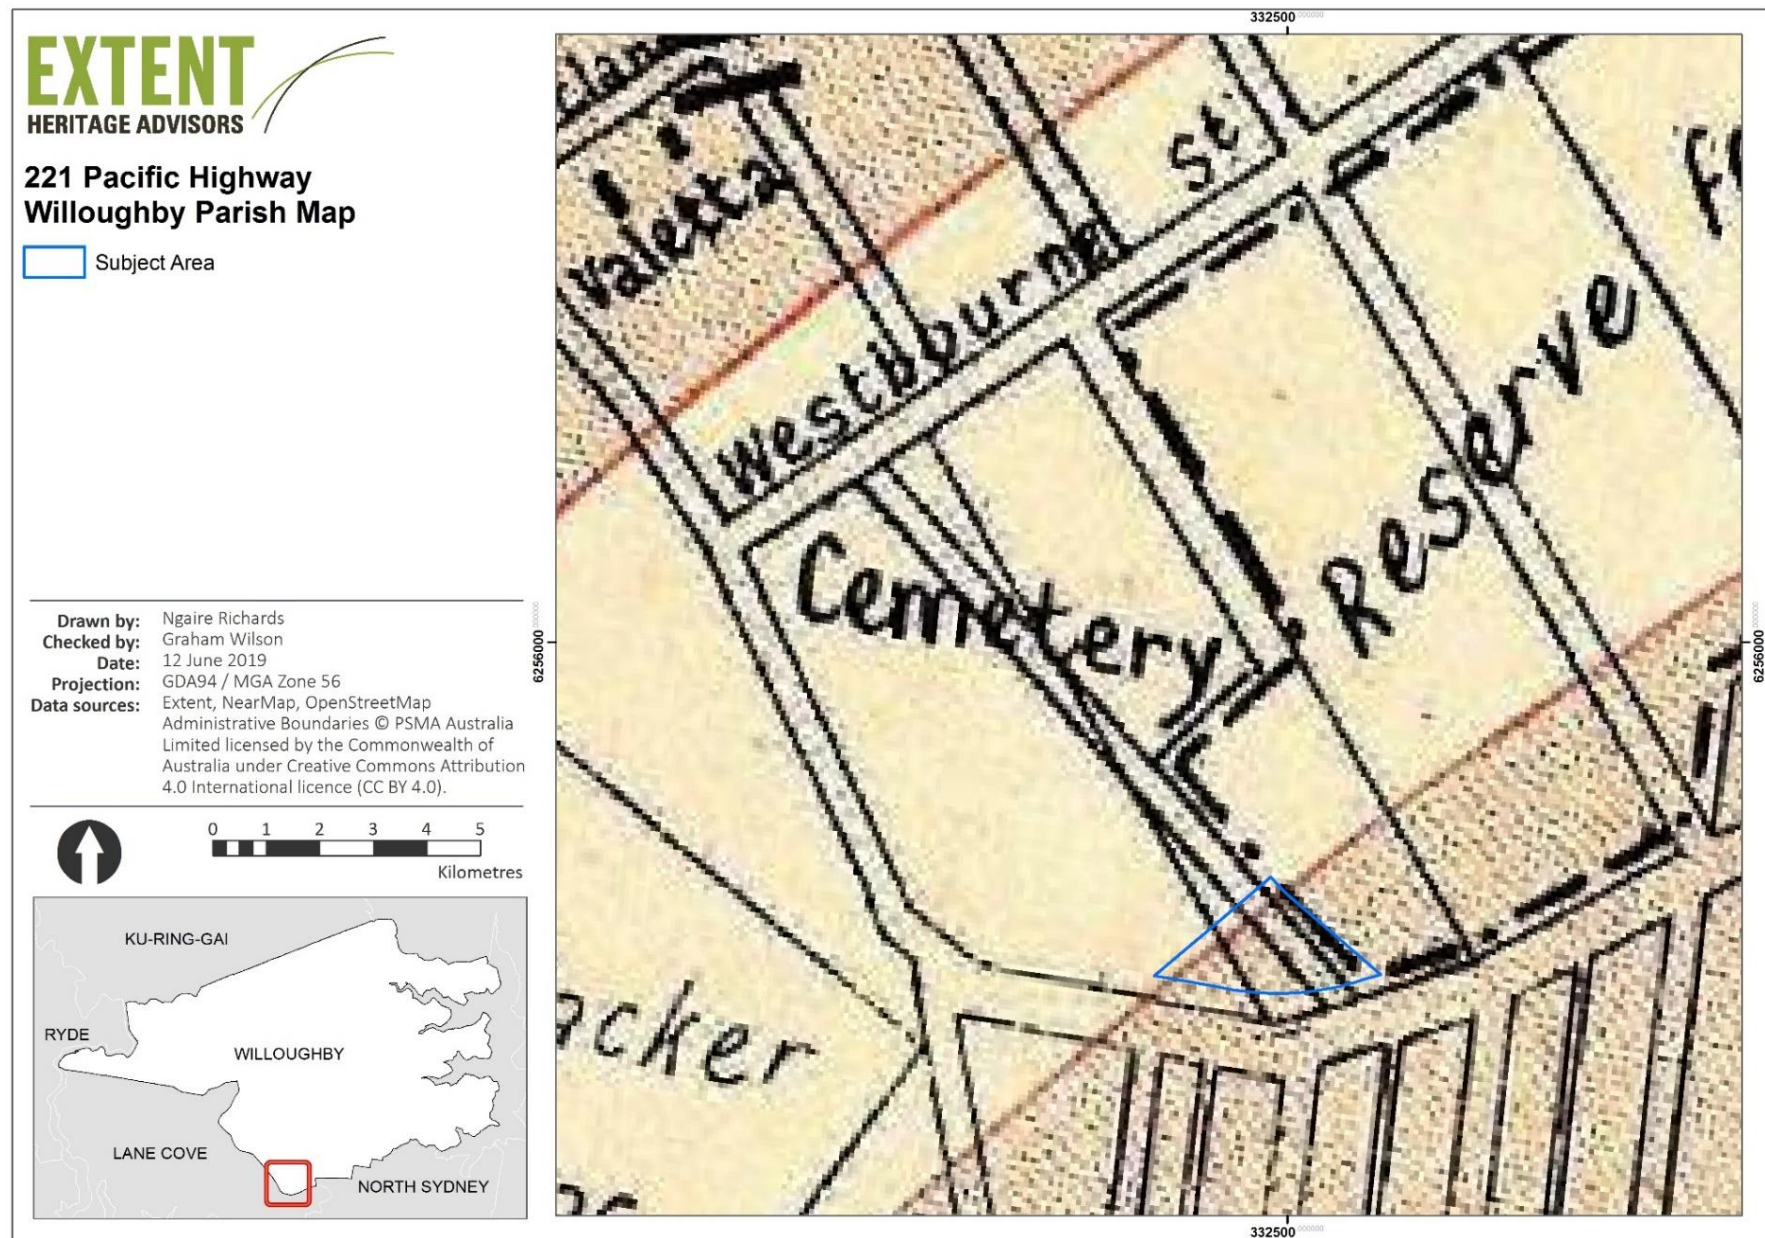 EXTENT
HERITAGE ADVISORS
221 Pacific Highway
Willoughby Parish Map
Subject Area
Drawn by: Ngaire Richards
Checked by: Graham Wilson
Date: 12 June 2019
Projection: GDA94 / MGA Zone 56
Data sources: Extent, NearMap, OpenStreetMap
Administrative Boundaries © PSMA Australia
Limited licensed by the Commonwealth of
Australia under Creative Commons Attribution
4.0 International licence (CC BY 4.0).
0 1 2 3 4 5
Kilometres
KU-RING-GAI
RYDE
WILLOUGHBY
LANE COVE
NORTH SYDNEY
332500
Valetta
Westbourne St
Cemetery
Reserve
acker
6256000
6256000
332500